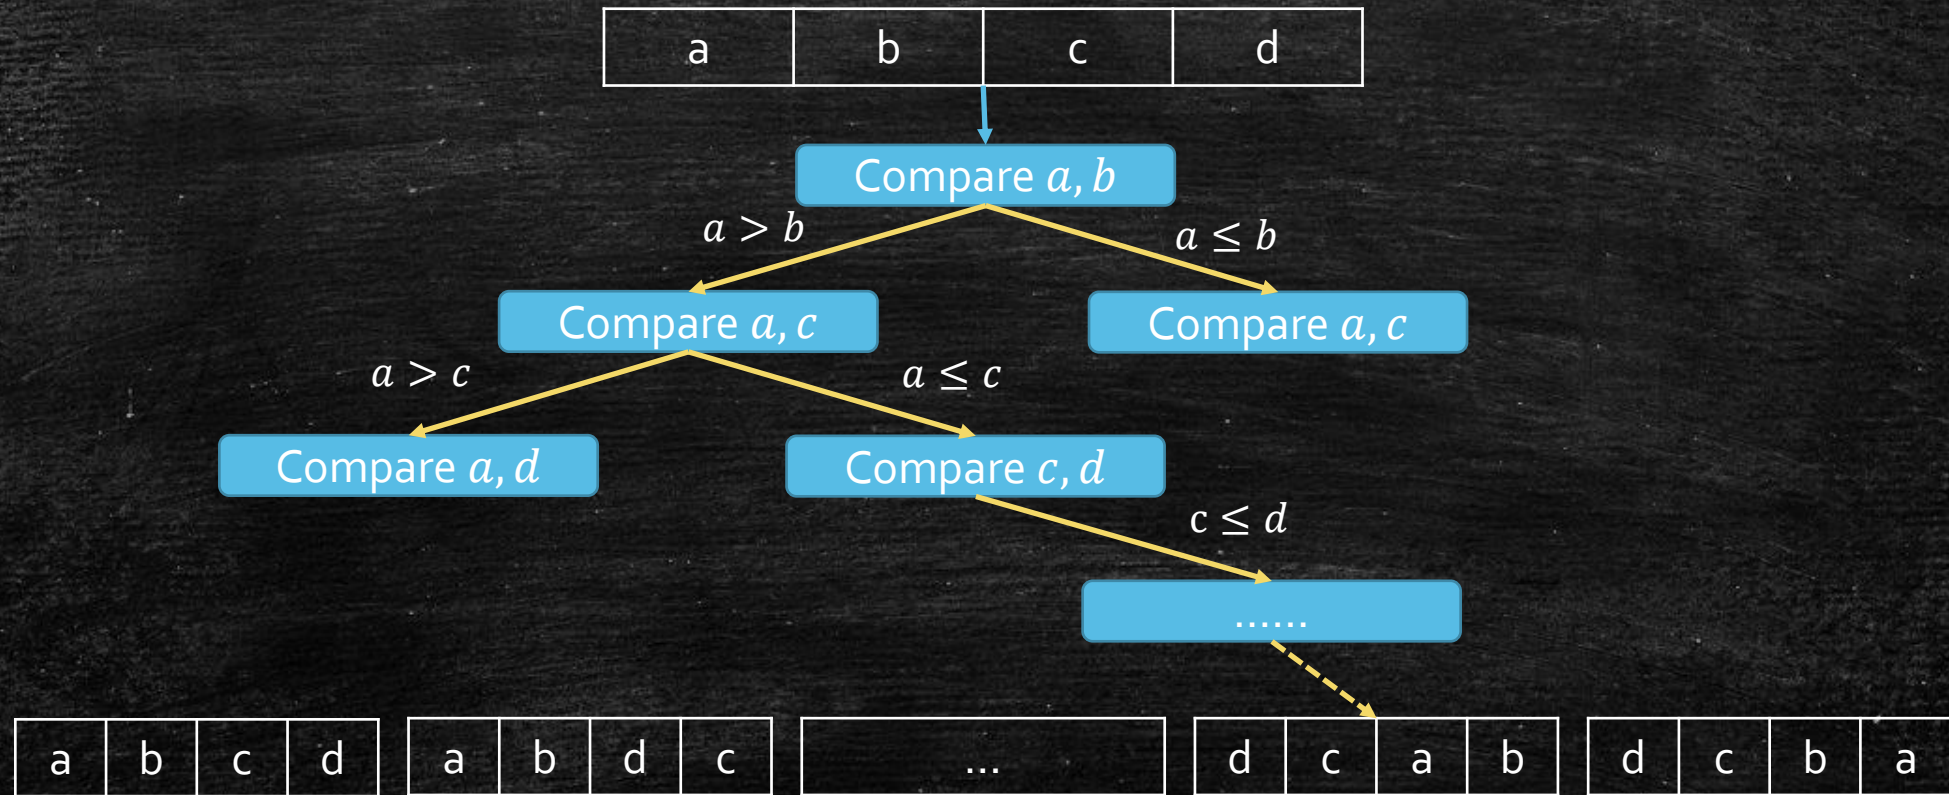 a b c d
Compare a, b
a > b a ≤ b
Compare a, c Compare a, c
a > c a ≤ c
Compare a, d Compare c, d
c ≤ d
......
a b c d a b d c ... d c a b d c b a